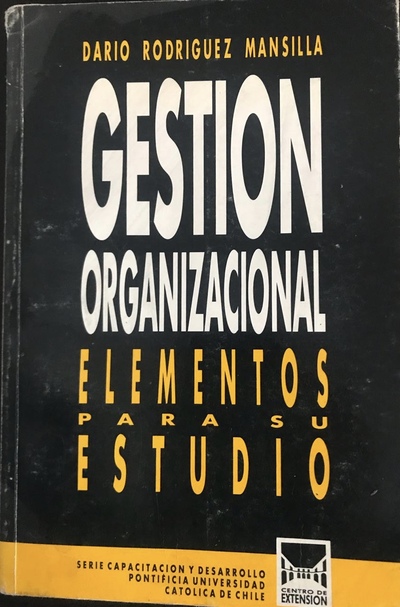 DARIO RODRIGUEZ MANSILLA
GESTION
ORGANIZACIONAL
ELEMENTOS
PARA SU
ESTUDIO
SERIE CAPACITACION Y DESARROLLO
PONTIFICIA UNIVERSIDAD
CATOLICA DE CHILE
CENTRO DE
EXTENSION